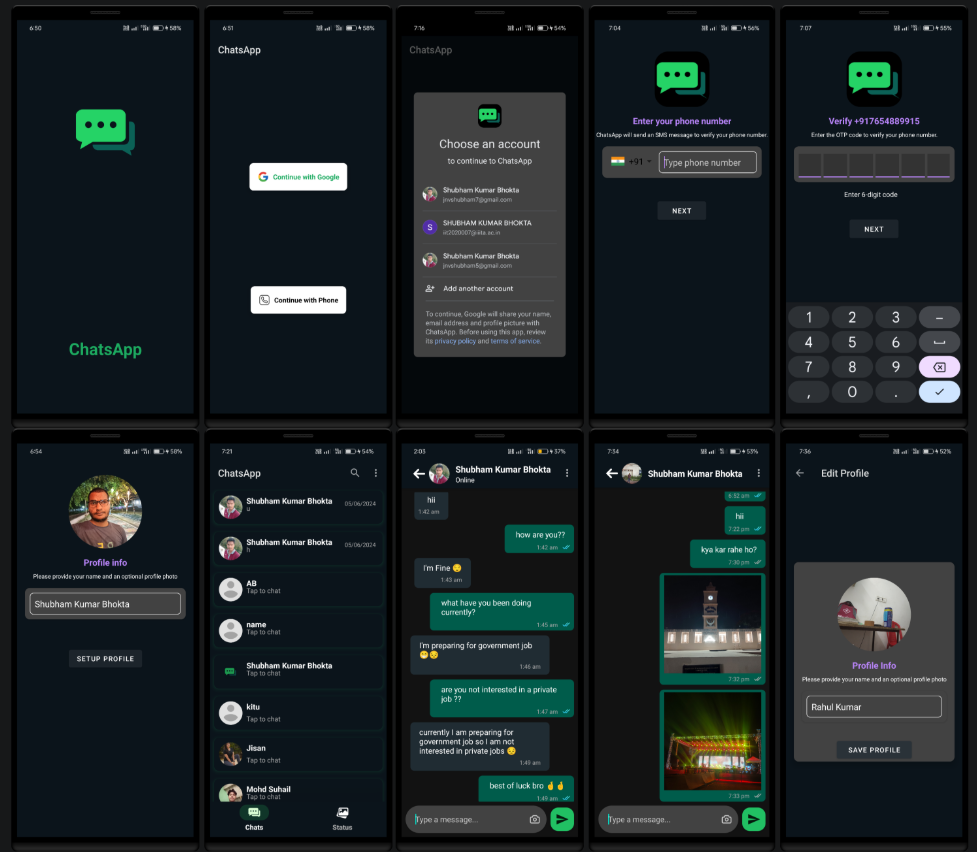 6:50
58%
ChatsApp
6:51
58%
ChatsApp
Continue with Google
Continue with Phone
7:16
54%
ChatsApp
Choose an account
to continue to ChatsApp
Shubham Kumar Bhokta
jnvshubham7@gmail.com
S
SHUBHAM KUMAR BHOKTA
iit2020007@iiita.ac.in
Shubham Kumar Bhokta
jnvshubham5@gmail.com
Add another account
To continue, Google will share your name,
email address and profile picture with
ChatsApp. Before using this app, review
its privacy policy and terms of service.
7:04
56%
Enter your phone number
ChatsApp will send an SMS message to verify your phone number.
+91
Type phone number
NEXT
7:07
55%
Verify +917654889915
Enter the OTP code to verify your phone number.
Enter 6-digit code
NEXT
1 2 3 –
4 5 6
7 8 9
, 0 .
6:54
58%
Profile info
Please provide your name and an optional profile photo
Shubham Kumar Bhokta
SETUP PROFILE
7:21
54%
ChatsApp
Shubham Kumar Bhokta
u
05/06/2024
Shubham Kumar Bhokta
h
05/06/2024
AB
Tap to chat
name
Tap to chat
Shubham Kumar Bhokta
Tap to chat
kitu
Tap to chat
Jisan
Tap to chat
Mohd Suhail
Tap to chat
Chats
Status
2:03
37%
Shubham Kumar Bhokta
Online
hii
1:42 am
how are you??
1:42 am
I'm Fine 😌
1:43 am
what have you been doing
currently?
1:45 am
I'm preparing for government job
😬😔
1:46 am
are you not interested in a private
job ??
1:47 am
currently I am preparing for
government job so I am not
interested in private jobs 😔
1:49 am
best of luck bro 🤞🤞
1:49 am
Type a message...
7:34
53%
Shubham Kumar Bhokta
6:52 am
hii
7:22 pm
kya kar rahe ho?
7:30 pm
7:32 pm
7:33 pm
Type a message...
7:36
52%
Edit Profile
Profile Info
Please provide your name and an optional profile photo
Rahul Kumar
SAVE PROFILE